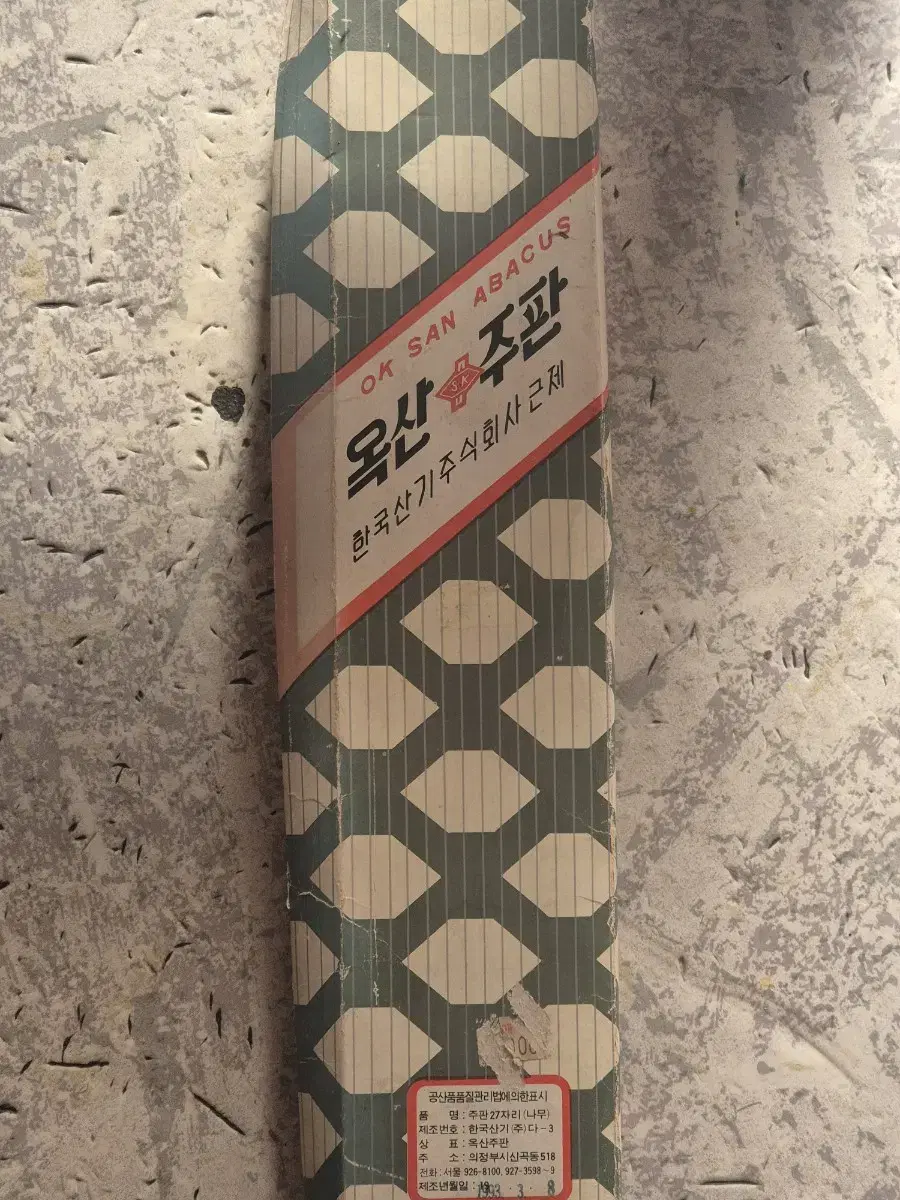 OK SAN ABACUS
옥산 SK 주판
한국산기주식회사 근제
공산품품질관리법에의한표시
품 명 : 주판 27자리 (나무)
제조번호 : 한국산기 (주) 다-3
상 표 : 옥산주판
주 소 : 의정부시신곡동 518
전화 : 서울 926-8100, 927-3598~9
제조년월일 : 1993. 3. 8